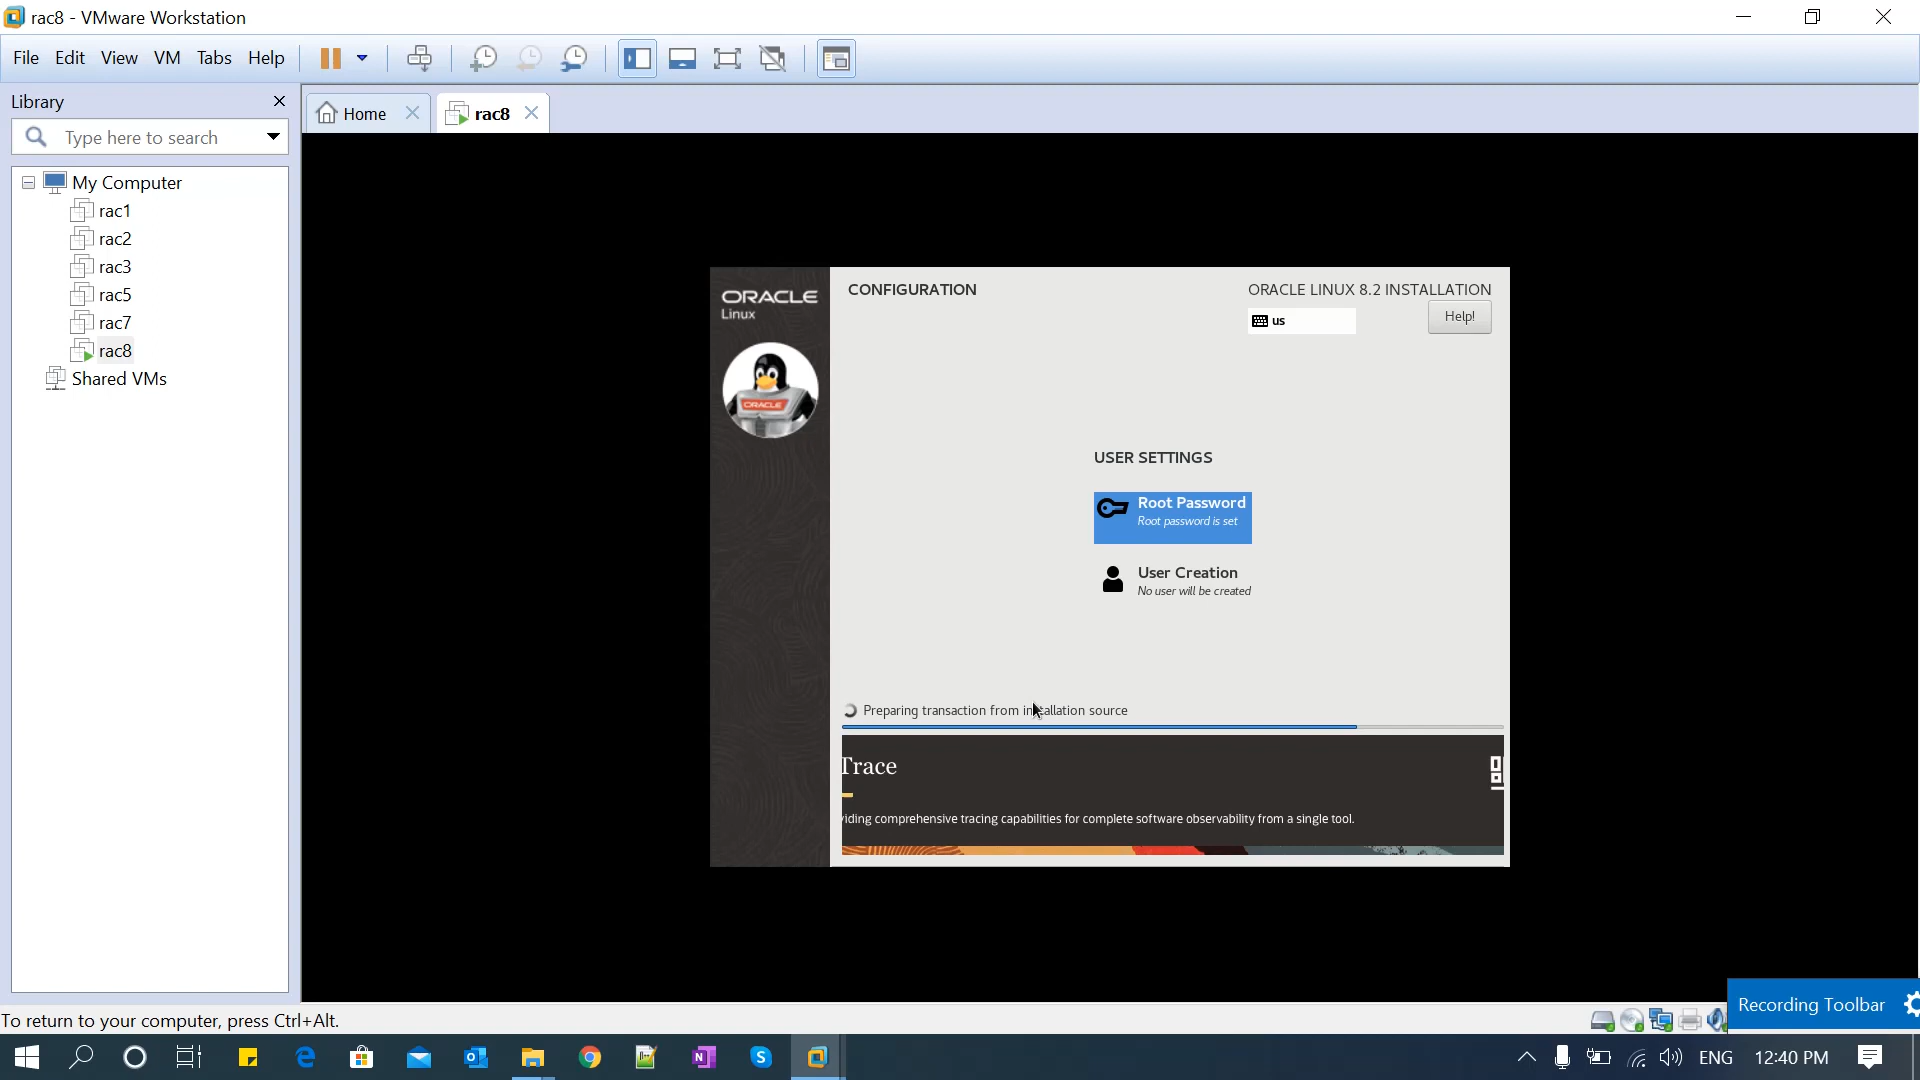 rac8 - VMware Workstation
File Edit View VM Tabs Help
Library
Type here to search
Home
rac8
My Computer
rac1
rac2
rac3
rac5
rac7
rac8
Shared VMs
ORACLE
Linux
ORACLE
CONFIGURATION
ORACLE LINUX 8.2 INSTALLATION
us
Help!
USER SETTINGS
Root Password
Root password is set
User Creation
No user will be created
Preparing transaction from installation source
Trace
viding comprehensive tracing capabilities for complete software observability from a single tool.
Recording Toolbar
To return to your computer, press Ctrl+Alt.
ENG
12:40 PM